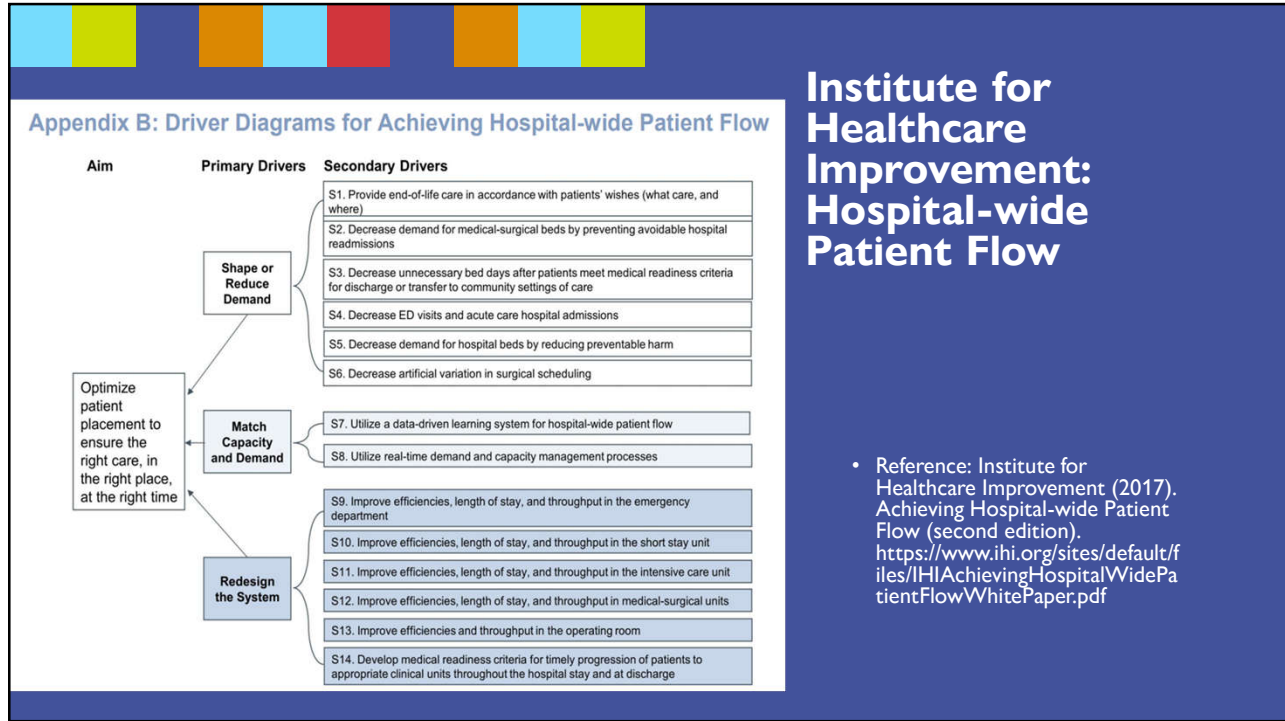 Appendix B: Driver Diagrams for Achieving Hospital-wide Patient Flow
Aim
Primary Drivers
Secondary Drivers
Optimize
patient
placement to
ensure the
right care, in
the right place,
at the right time
Shape or
Reduce
Demand
S1. Provide end-of-life care in accordance with patients' wishes (what care, and
where)
S2. Decrease demand for medical-surgical beds by preventing avoidable hospital
readmissions
S3. Decrease unnecessary bed days after patients meet medical readiness criteria
for discharge or transfer to community settings of care
S4. Decrease ED visits and acute care hospital admissions
S5. Decrease demand for hospital beds by reducing preventable harm
S6. Decrease artificial variation in surgical scheduling
Match
Capacity
and Demand
S7. Utilize a data-driven learning system for hospital-wide patient flow
S8. Utilize real-time demand and capacity management processes
Redesign
the System
S9. Improve efficiencies, length of stay, and throughput in the emergency
department
S10. Improve efficiencies, length of stay, and throughput in the short stay unit
S11. Improve efficiencies, length of stay, and throughput in the intensive care unit
S12. Improve efficiencies, length of stay, and throughput in medical-surgical units
S13. Improve efficiencies and throughput in the operating room
S14. Develop medical readiness criteria for timely progression of patients to
appropriate clinical units throughout the hospital stay and at discharge
Institute for
Healthcare
Improvement:
Hospital-wide
Patient Flow
• Reference: Institute for
Healthcare Improvement (2017).
Achieving Hospital-wide Patient
Flow (second edition).
https://www.ihi.org/sites/default/f
iles/IHIAchievingHospitalWidePa
tientFlowWhitePaper.pdf